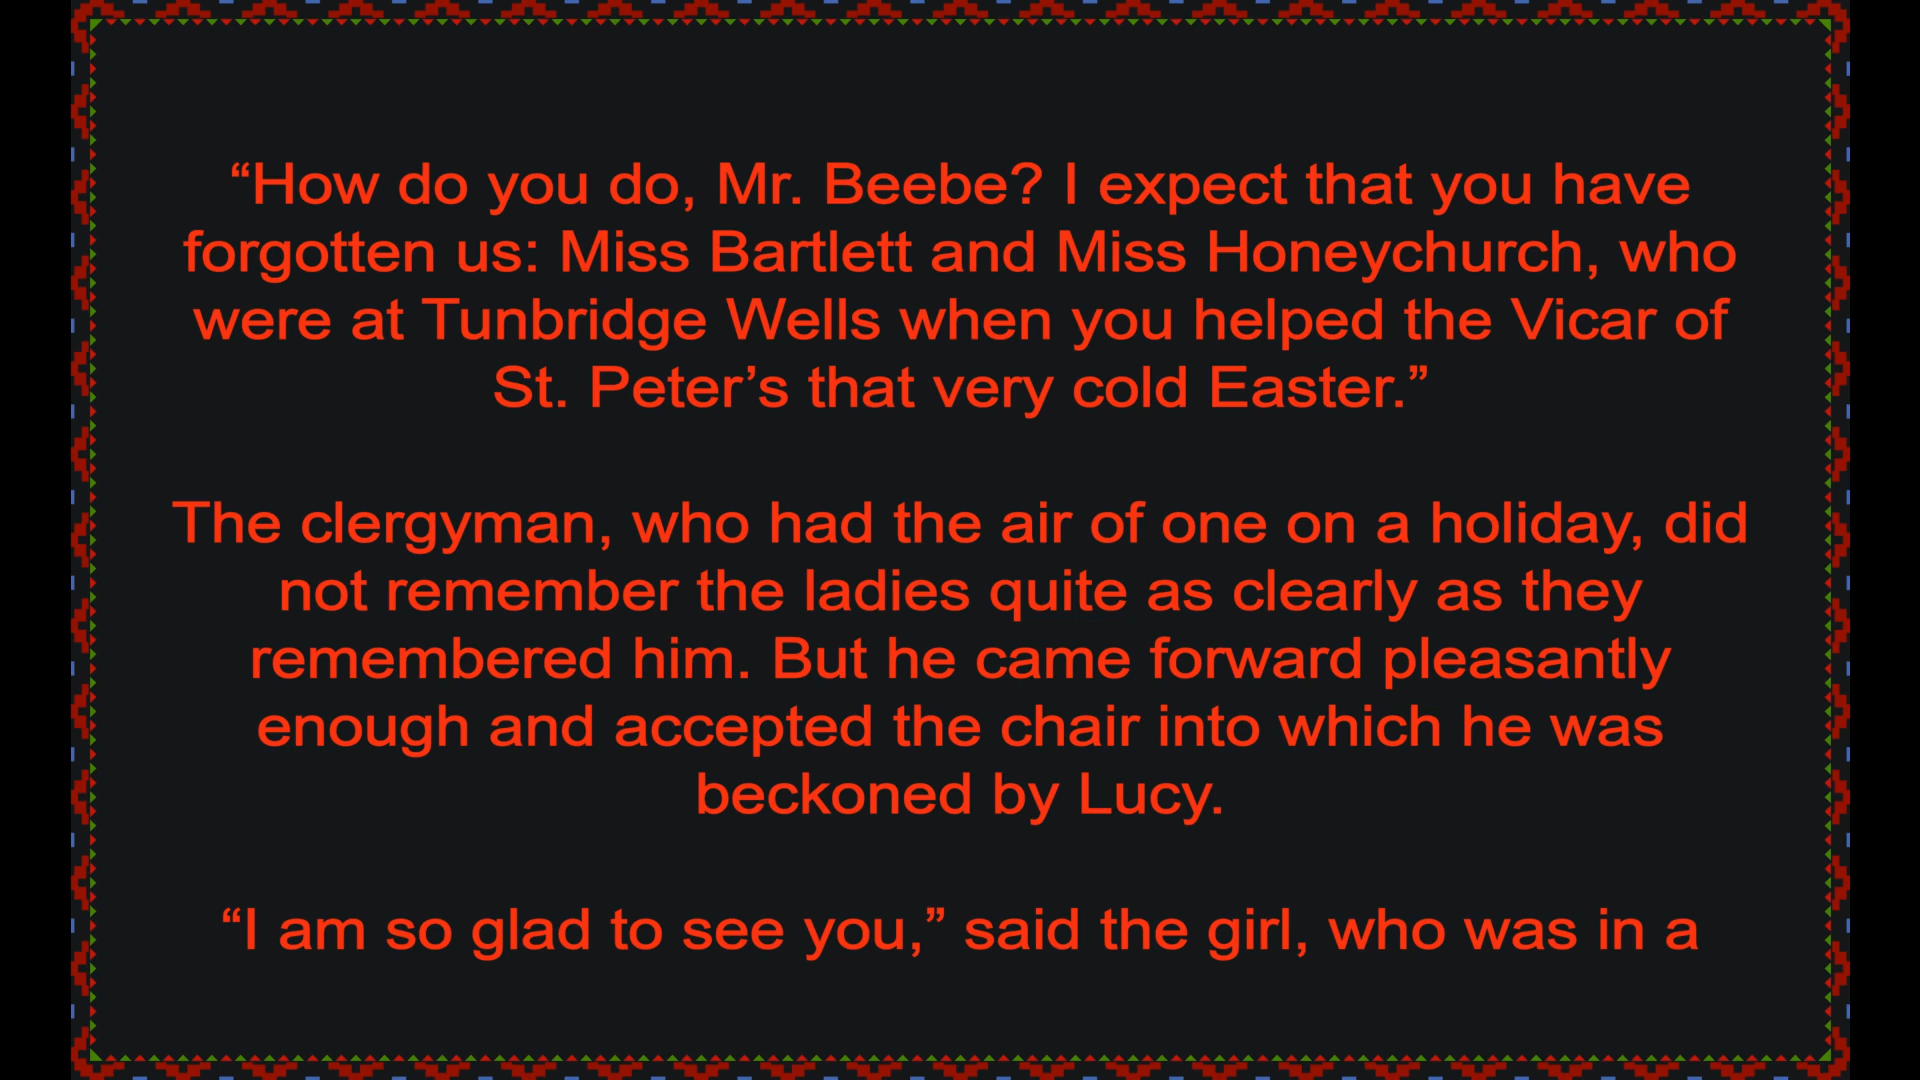 “How do you do, Mr. Beebe? I expect that you have
forgotten us: Miss Bartlett and Miss Honeychurch, who
were at Tunbridge Wells when you helped the Vicar of
St. Peter’s that very cold Easter.”
The clergyman, who had the air of one on a holiday, did
not remember the ladies quite as clearly as they
remembered him. But he came forward pleasantly
enough and accepted the chair into which he was
beckoned by Lucy.
“I am so glad to see you,” said the girl, who was in a